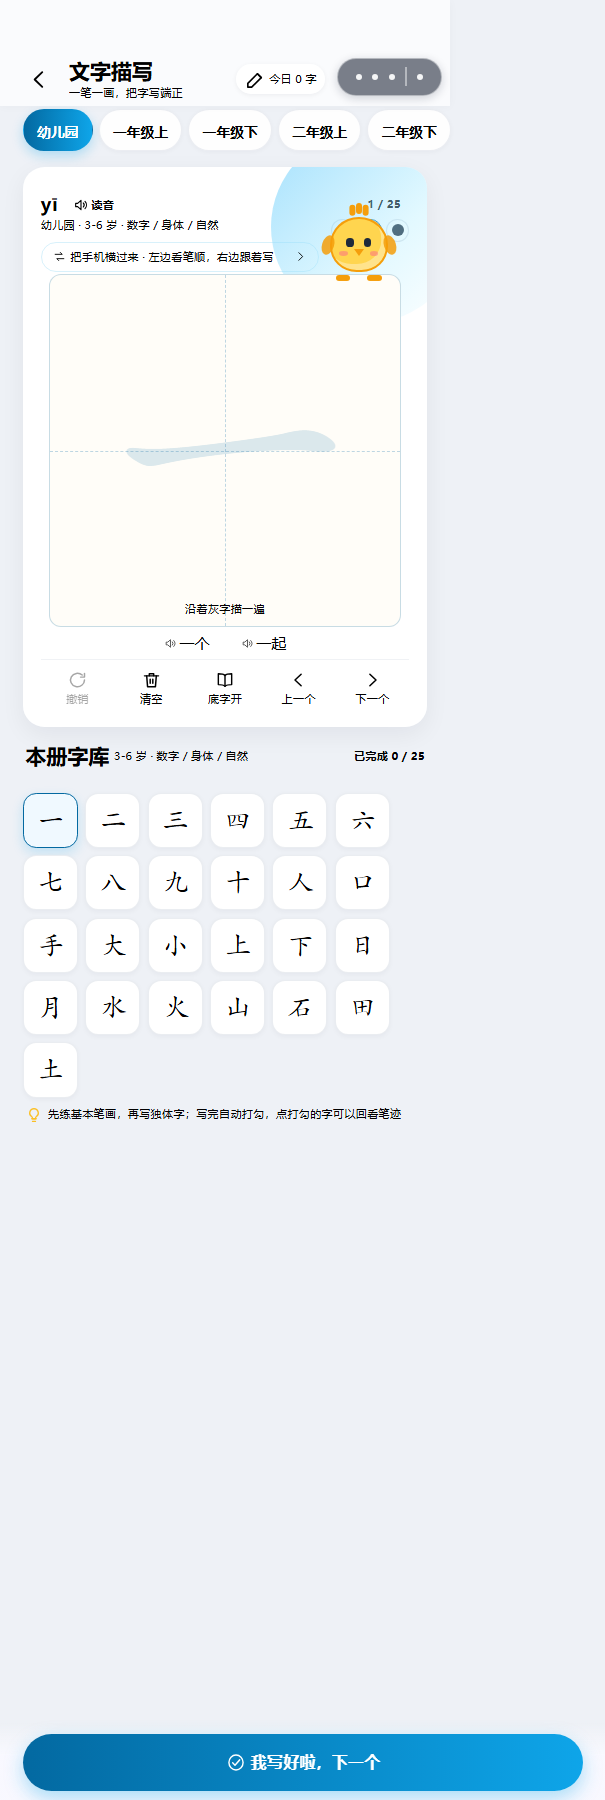 文字描写
一笔一画，把字写端正
今日 0 字
幼儿园 一年级上 一年级下 二年级上 二年级下
yī 读音
1 / 25
幼儿园 · 3-6 岁 · 数字 / 身体 / 自然
把手机横过来 · 左边看笔顺，右边跟着写
沿着灰字描一遍
一个 一起
撤销 清空 底字开 上一个 下一个
本册字库 3-6 岁 · 数字 / 身体 / 自然 已完成 0 / 25
一 二 三 四 五 六
七 八 九 十 人 口
手 大 小 上 下 日
月 水 火 山 石 田
土
先练基本笔画，再写独体字；写完自动打勾，点打勾的字可以回看笔迹
我写好啦，下一个